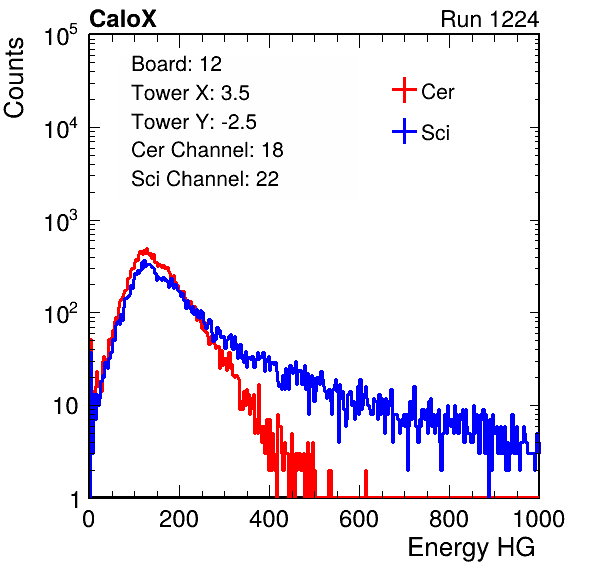 CaloX Run 1224
Counts
10^5
10^4
10^3
10^2
10
1
Board: 12
Tower X: 3.5
Tower Y: -2.5
Cer Channel: 18
Sci Channel: 22
Cer
Sci
0 200 400 600 800 1000
Energy HG